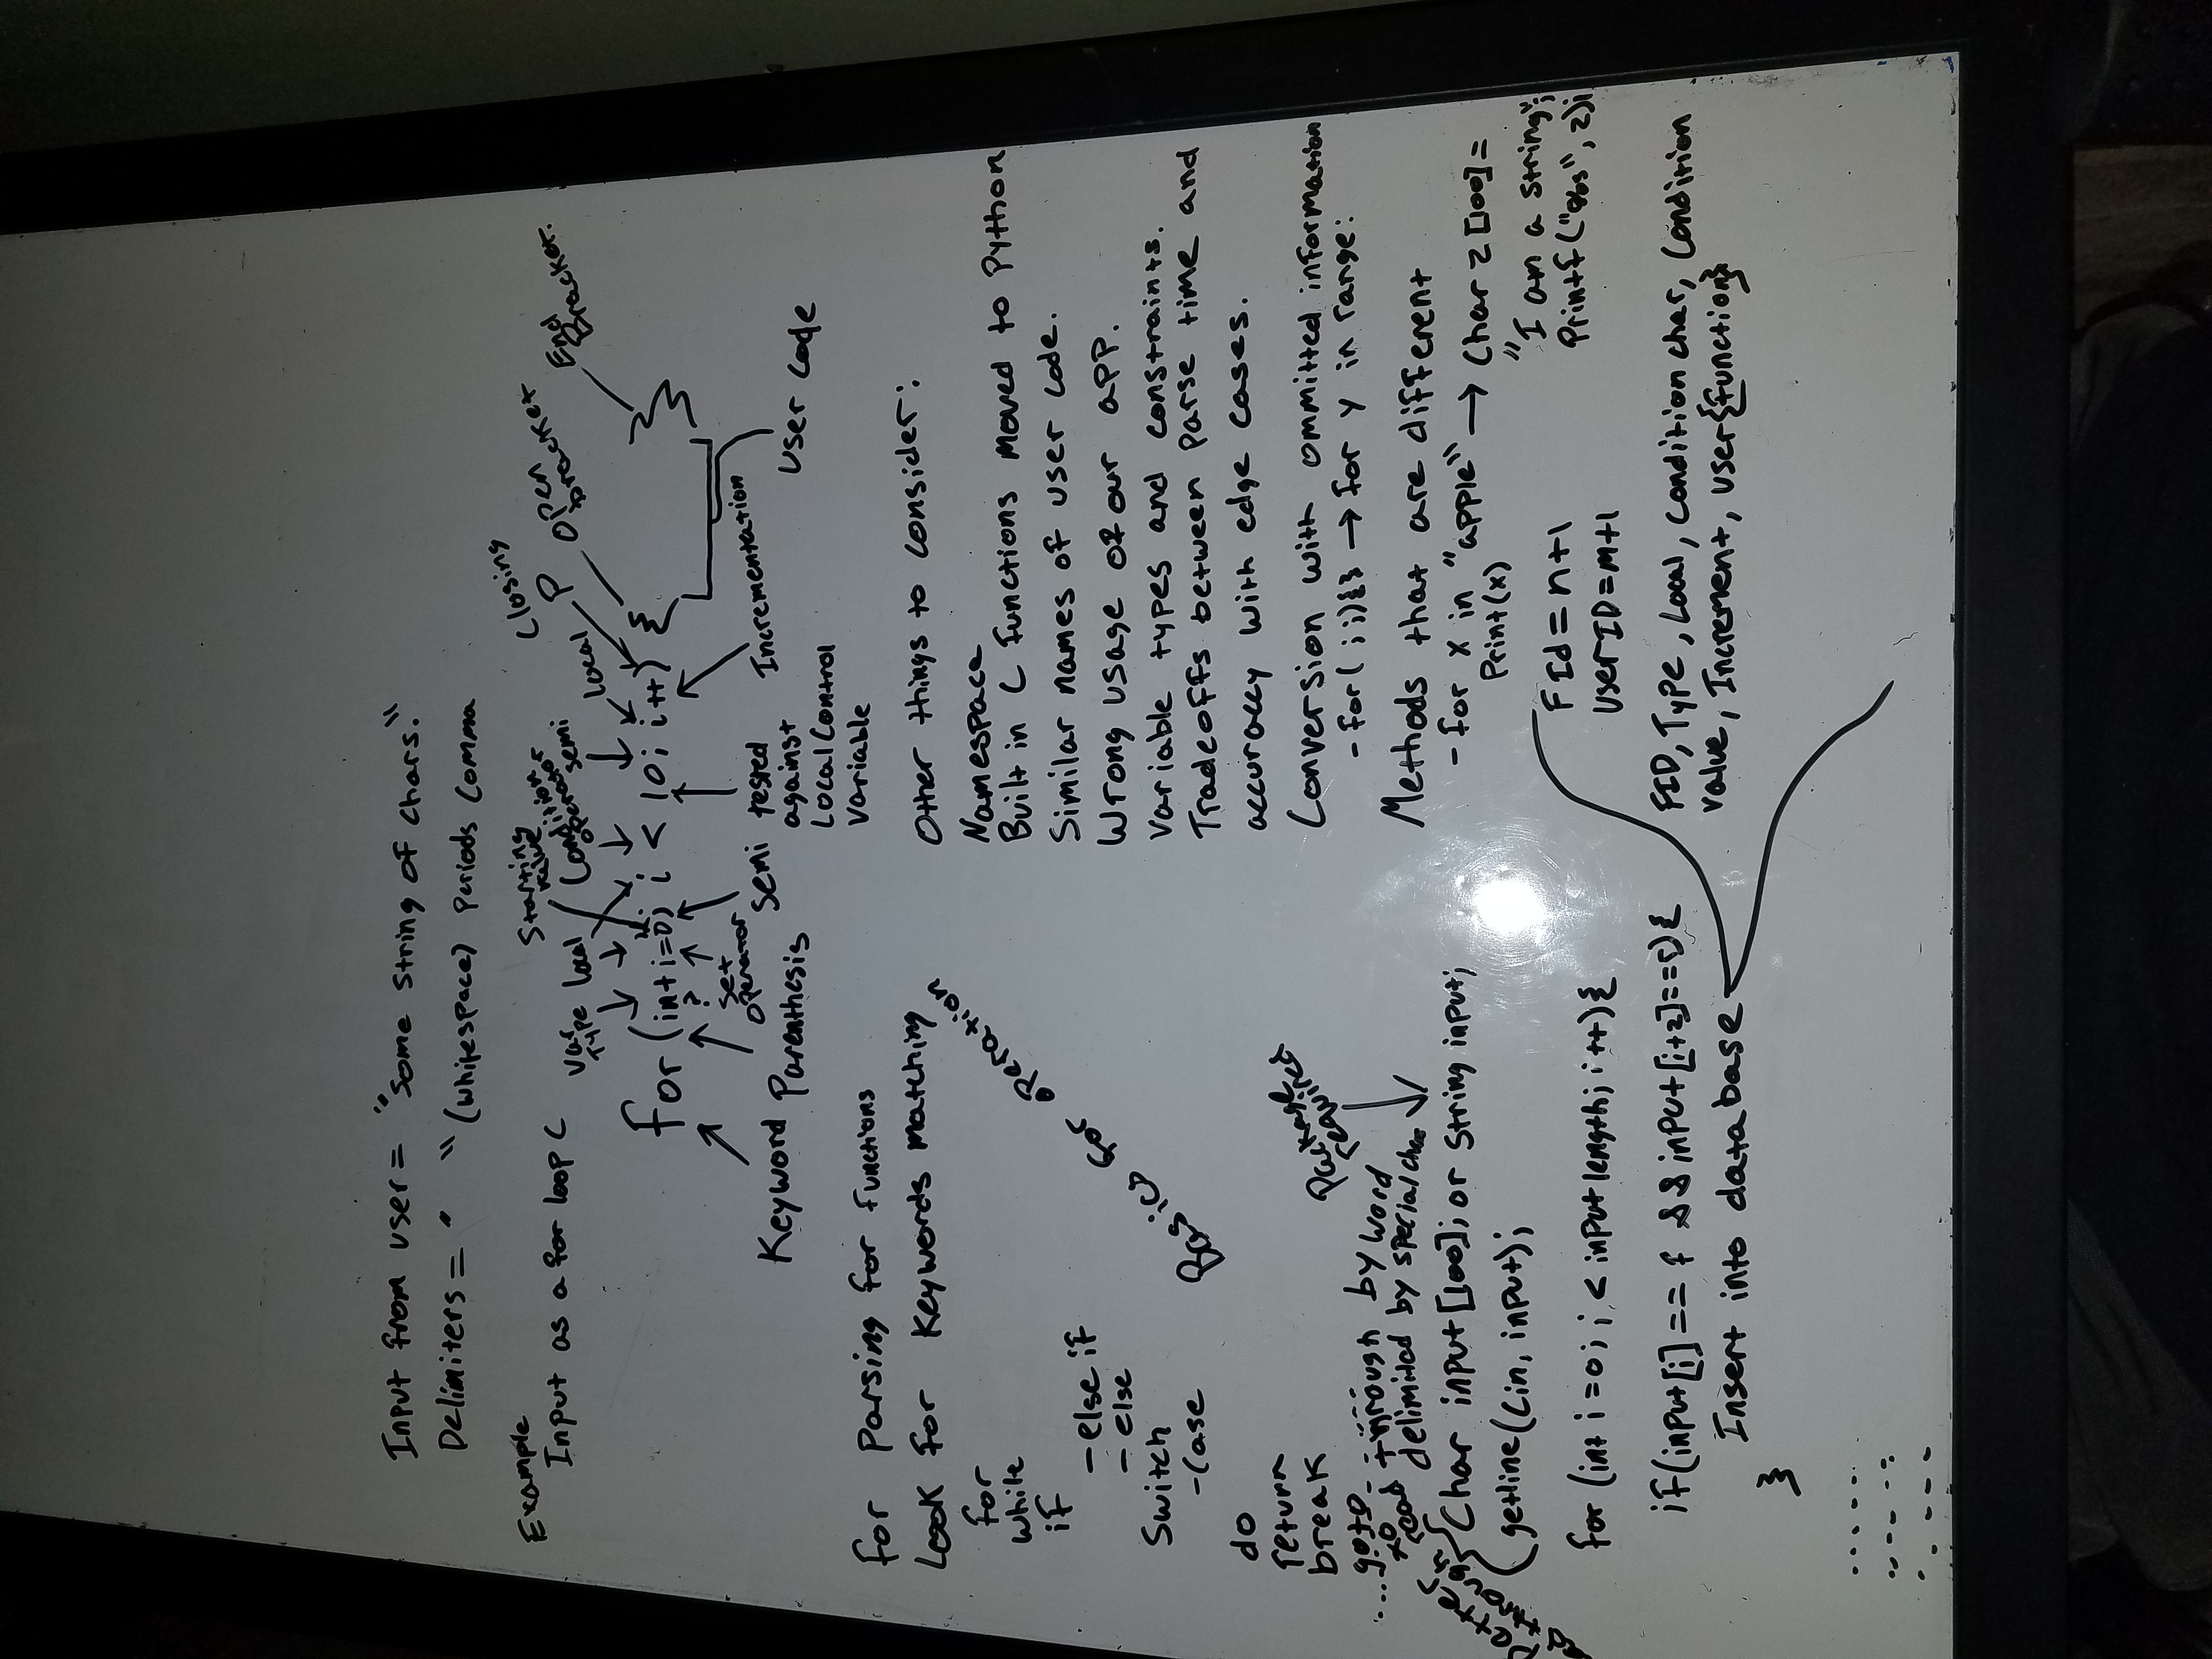 Input from user = "Some string of chars."
Delimiters = " " (whitespace) periods comma
Example
Input as a for loop C
Var Type
local
Starting value
Condition operator
semi
Local
Closing P
Open bracket
End Bracket.
for (int i=0; i < 10; i++) { }
?
Keyword
Parenthesis
Set operator
Semi
tested against Local Control Variable
Incrementation
User code
for Parsing for functions
Look for Keywords matching
for
while
if
- else if
- else
Switch
- Case
do
return
break
goto
Basics for operation
Other things to consider:
Namespace
Built in C functions moved to Python
Similar names of user code.
Wrong usage of our app.
Variable types and constraints.
Tradeoffs between parse time and
accuraccy with edge cases.
Conversion with ommitted information
- for( ;;){} → for y in range:
Methods that are different
- for x in "apple" → Char z [100] =
Print(x)
"I am a string";
Printf ("%s", z);
Package required
Better to read through by word
delimited by special chars
Char input [100]; or String input;
getline(cin, input);
for (int i=0; i < input length; i++){
if(input[i] == f && input[i+2]==r){
Insert into database
}
FId = n+1
UserID = m+1
FID, Type, Local, Condition char, Condition
value, Increment, user{function}